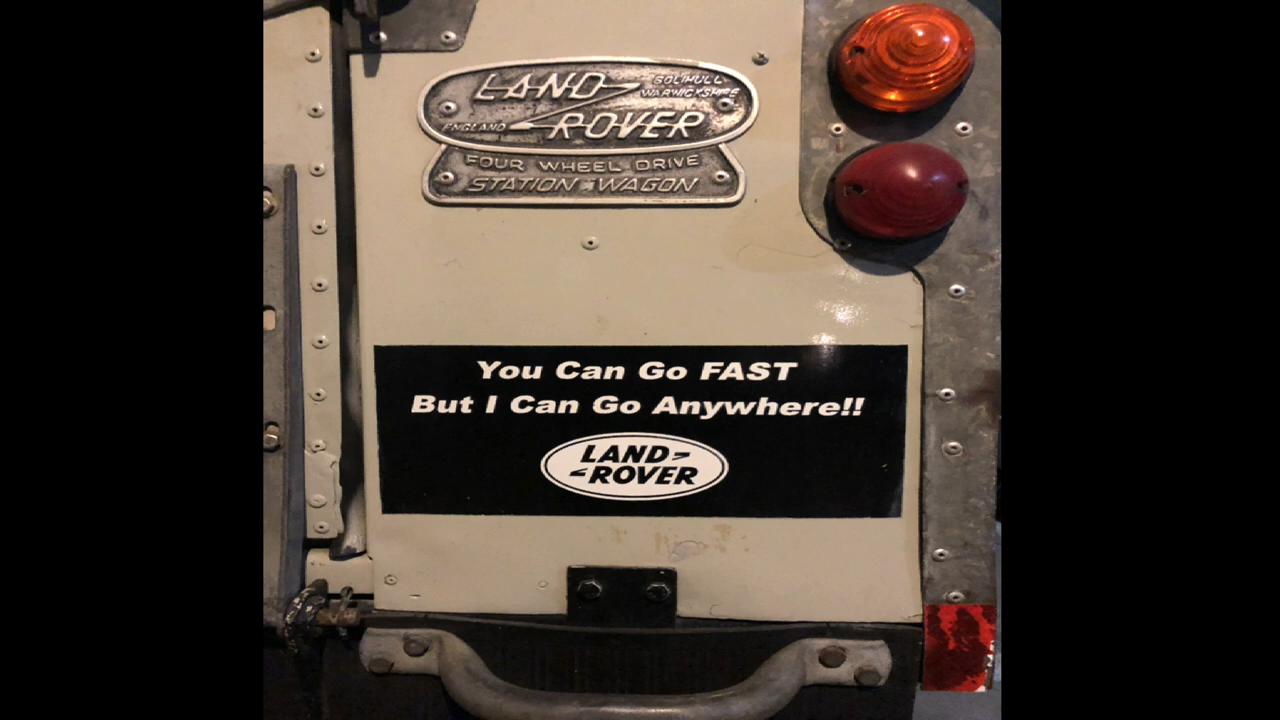 LAND
SOLIHULL
WARWICKSHIRE
ENGLAND
ROVER
FOUR WHEEL DRIVE
STATION WAGON
You Can Go FAST
But I Can Go Anywhere!!
LAND
ROVER